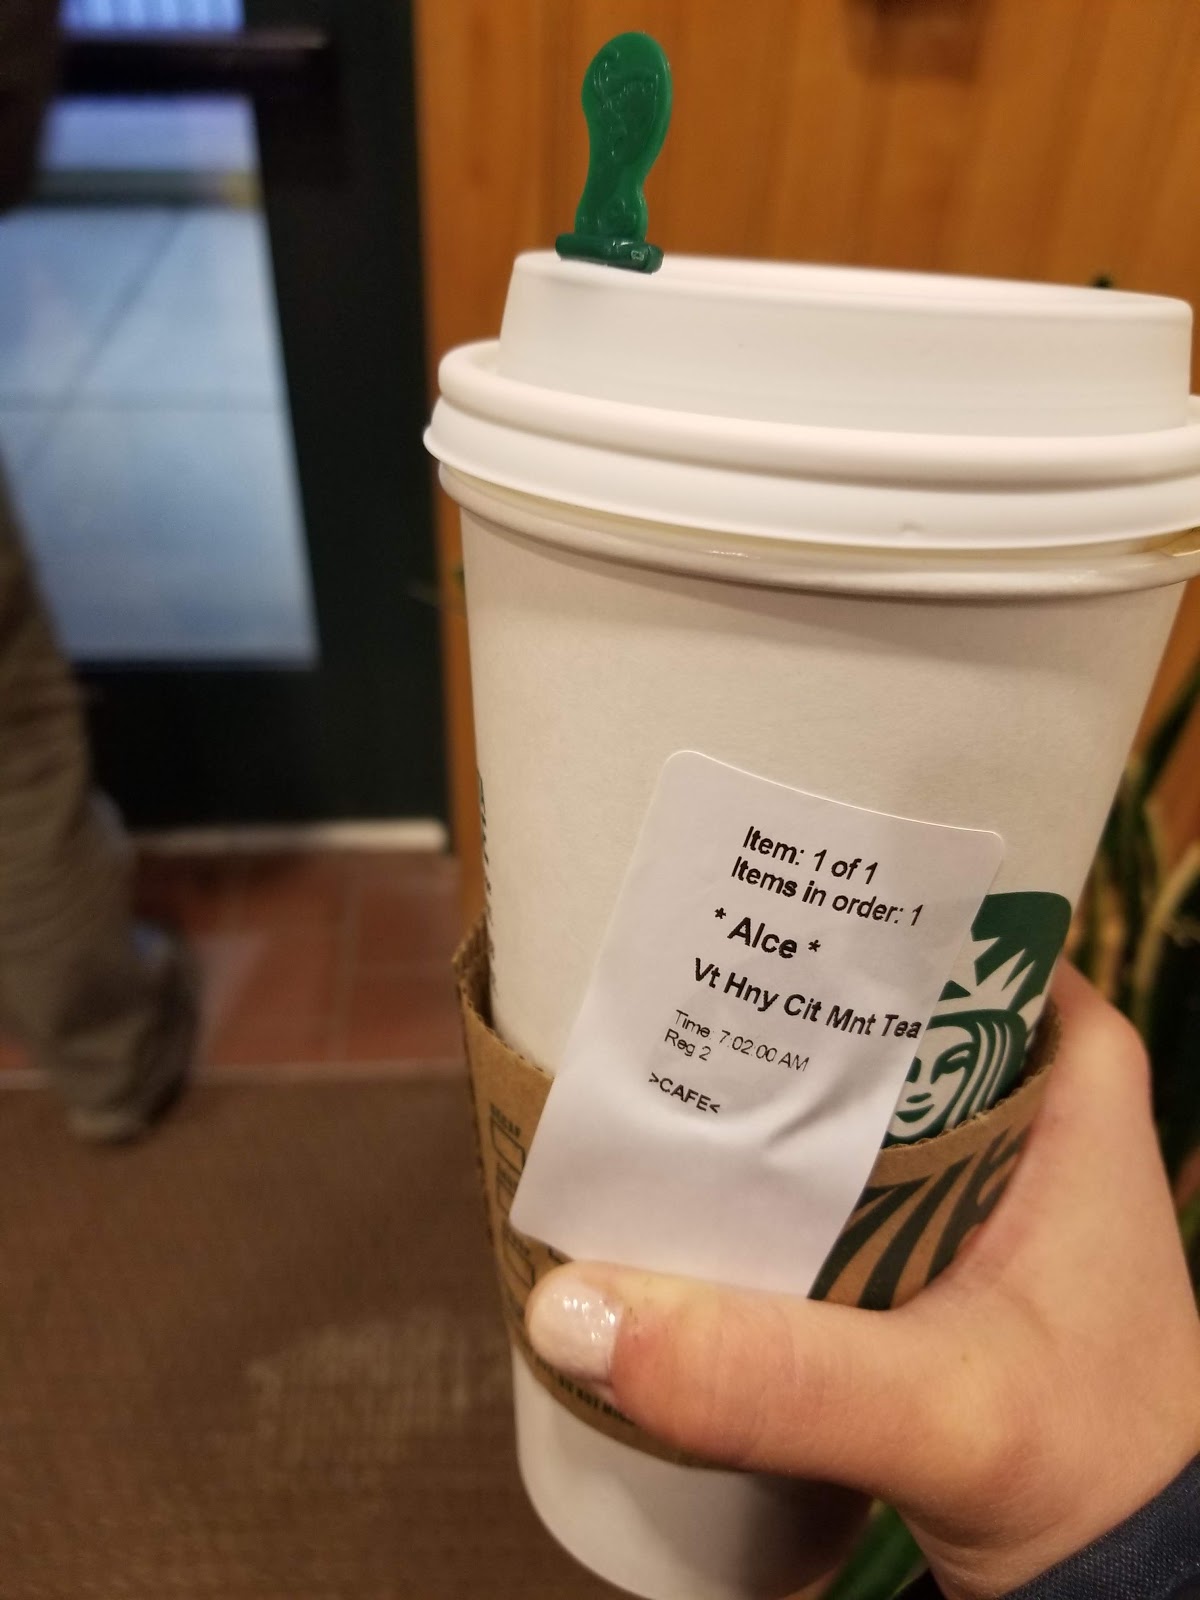 Item: 1 of 1
Items in order: 1
* Alce *
Vt Hny Cit Mnt Tea
Time: 7:02:00 AM
Reg 2
>CAFE<